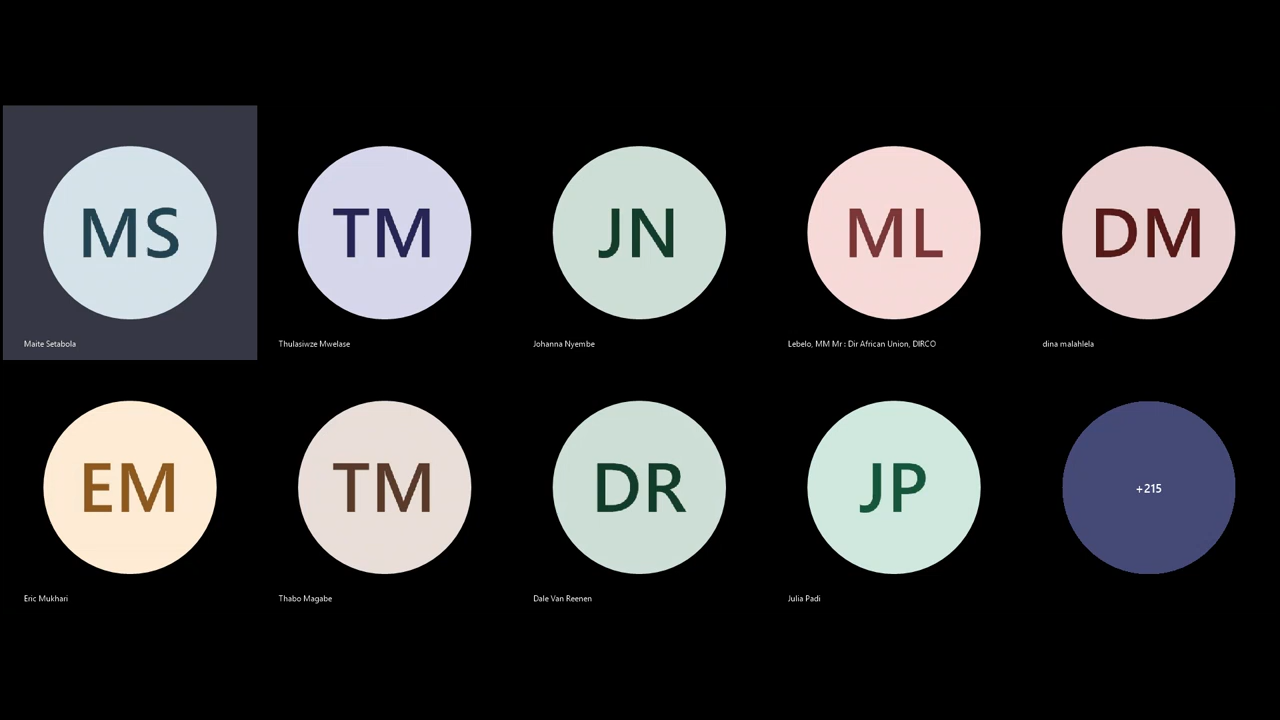 MS
TM
JN
ML
DM
Maite Setabola
Thulasiwze Mwelase
Johanna Nyembe
Lebelo, MM Mr : Dir African Union, DIRCO
dina malahlela
EM
TM
DR
JP
+215
Eric Mukhari
Thabo Magabe
Dale Van Reenen
Julia Padi